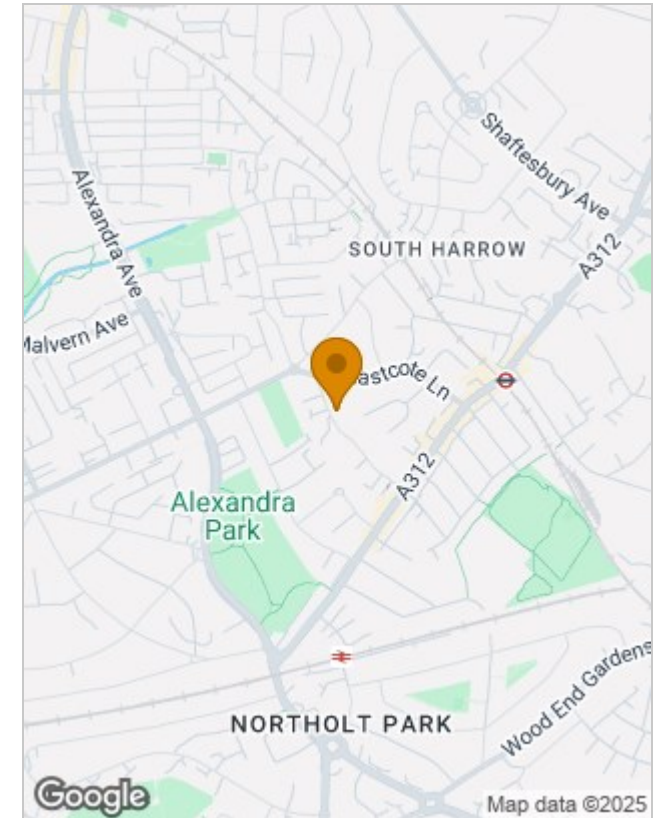 Shaftesbury Ave
Alexandra Ave
SOUTH HARROW
A312
Malvern Ave
astcote Ln
A312
Alexandra
Park
Wood End Gardens
NORTHOLT PARK
Google
Map data ©2025